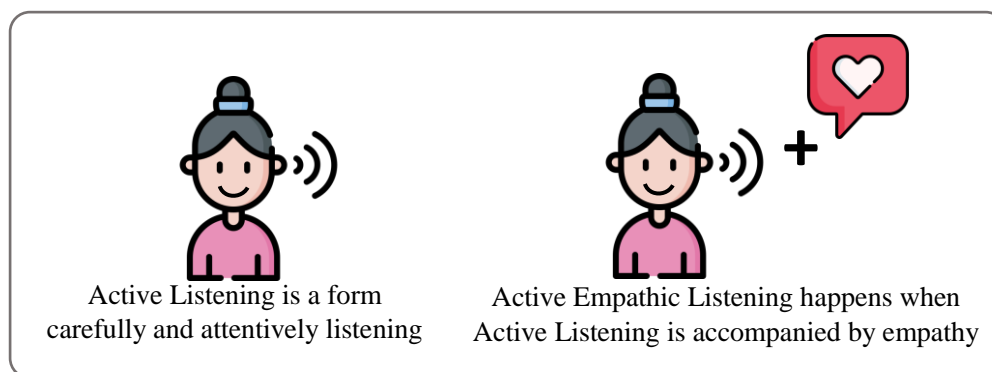 Active Listening is a form
carefully and attentively listening
Active Empathic Listening happens when
Active Listening is accompanied by empathy